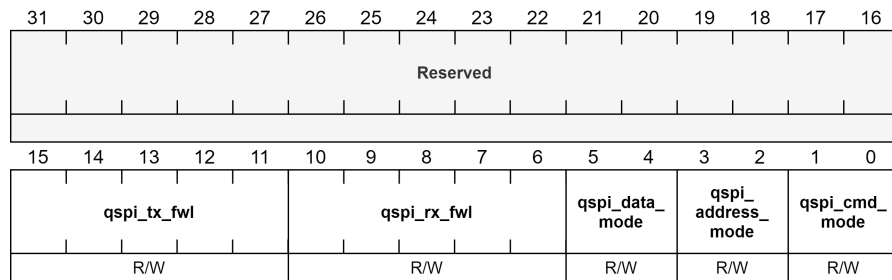 31 30 29 28 27 26 25 24 23 22 21 20 19 18 17 16
Reserved
15 14 13 12 11 10 9 8 7 6 5 4 3 2 1 0
qspi_tx_fwl qspi_rx_fwl qspi_data_ mode qspi_ address_ mode qspi_cmd_ mode
R/W R/W R/W R/W R/W